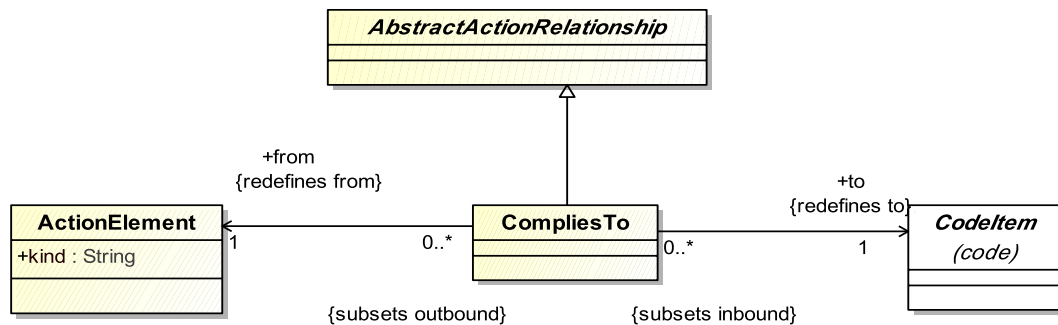 AbstractActionRelationship
+from
{redefines from}
+to
{redefines to}
ActionElement
+kind : String
1
0..*
CompliesTo
0..*
1
CodeItem
(code)
{subsets outbound}
{subsets inbound}